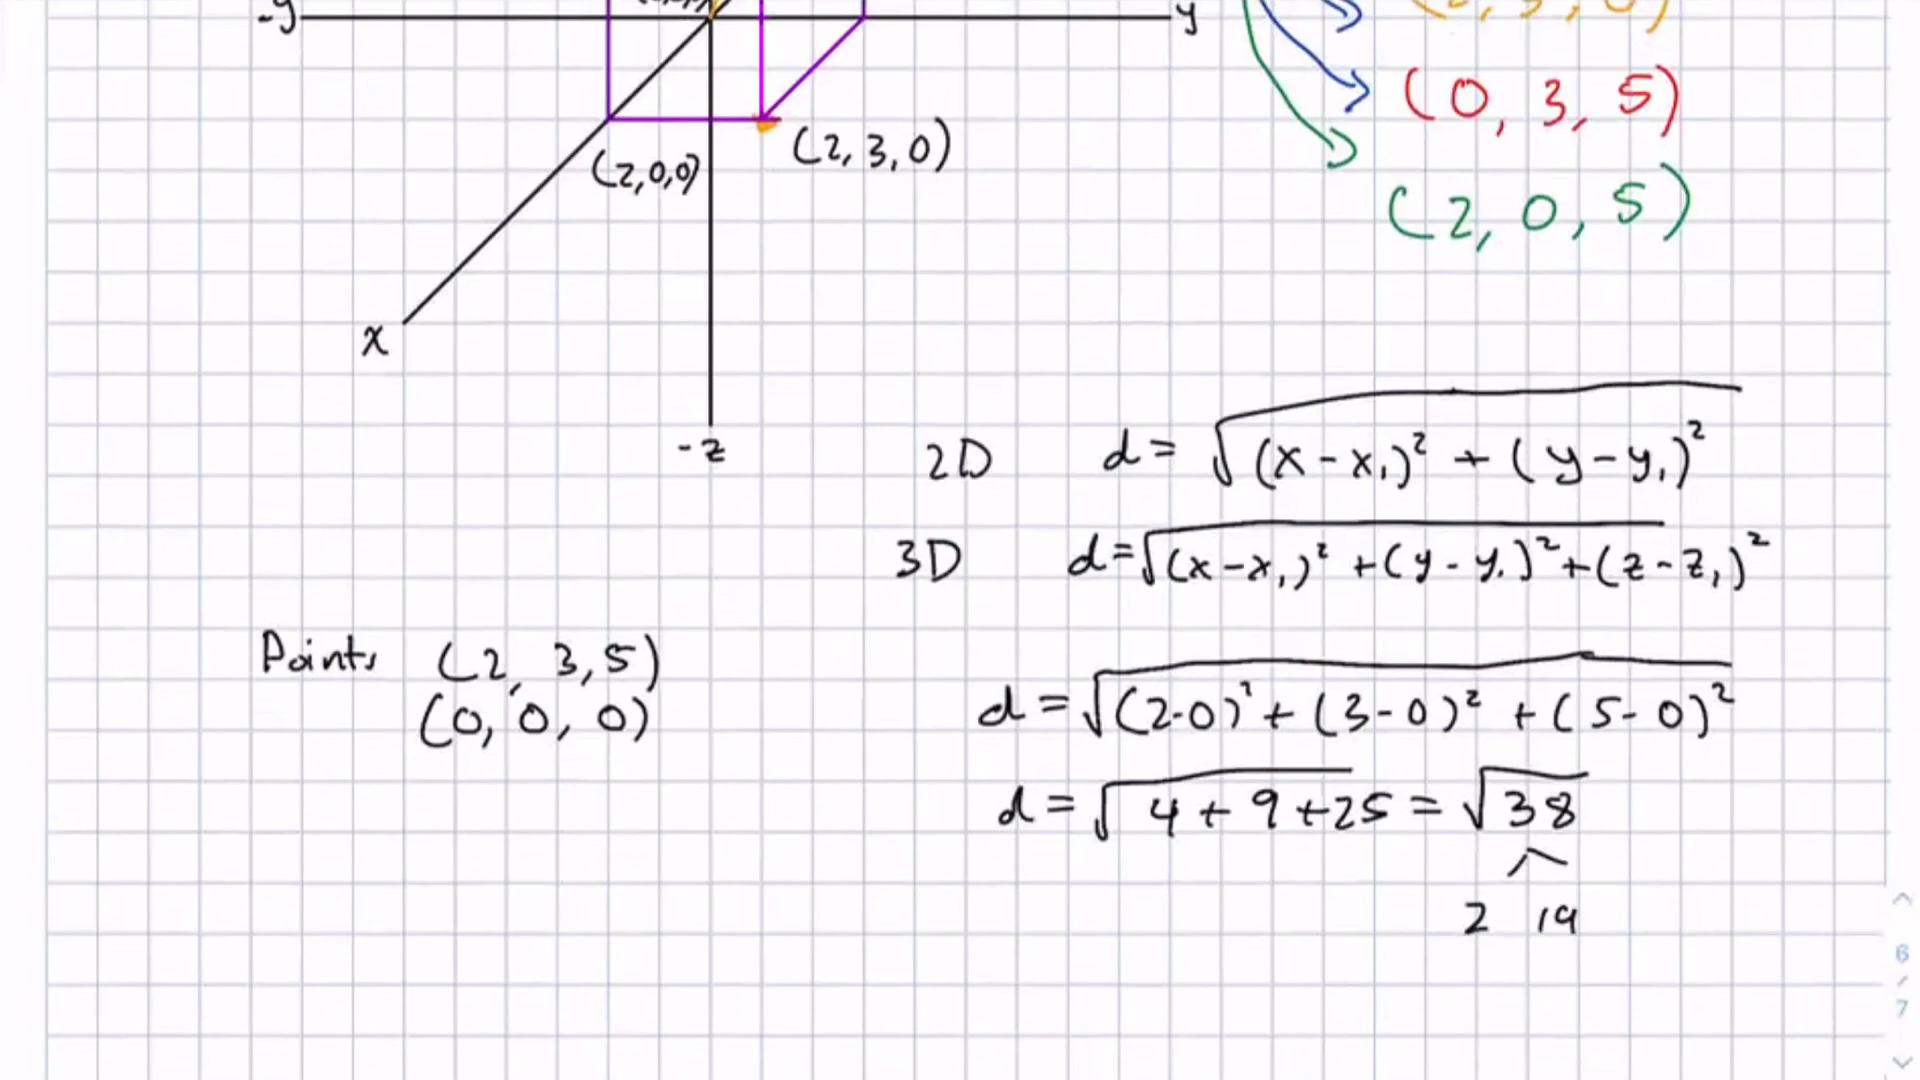 -y
y
(0, 3, 5)
(2, 3, 0)
(2,0,0)
(2, 0, 5)
x
-z
2D d = √(x-x₁)² + (y-y₁)²
3D d=√(x-x₁)² +(y-y₁)²+(z-z₁)²
Points (2, 3,5)
(0, 0, 0)
d = √(2-0)² + (3-0)² + (5-0)²
d = √4 + 9 +25 = √38
2 19
6
/
7